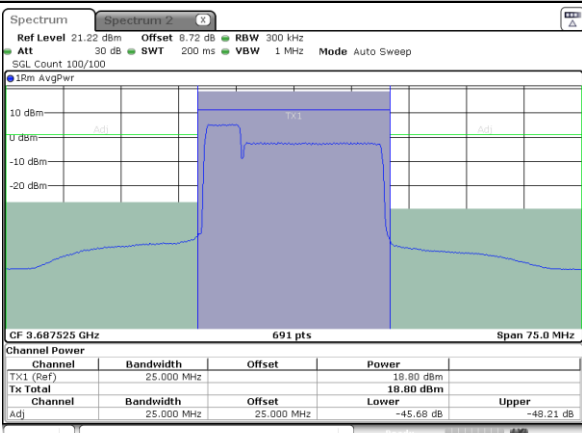 Spectrum Spectrum 2 X
Ref Level 21.22 dBm Offset 8.72 dB RBW 300 kHz
Att 30 dB SWT 200 ms VBW 1 MHz Mode Auto Sweep
SGL Count 100/100
1Rm AvgPwr
10 dBm
TX1
Adj Adj
0 dBm
-10 dBm
-20 dBm
CF 3.687525 GHz 691 pts Span 75.0 MHz
Channel Power
Channel Bandwidth Offset Power
TX1 (Ref) 25.000 MHz 18.80 dBm
Tx Total 18.80 dBm
Channel Bandwidth Offset Lower Upper
Adj 25.000 MHz 25.000 MHz -45.68 dB -48.21 dB